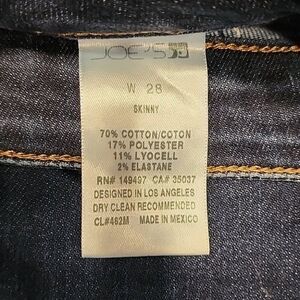 JOE'S
W 28
SKINNY
70% COTTON/COTON
17% POLYESTER
11% LYOCELL
2% ELASTANE
RN# 149497 CA# 35037
DESIGNED IN LOS ANGELES
DRY CLEAN RECOMMENDED
CL#462M MADE IN MEXICO